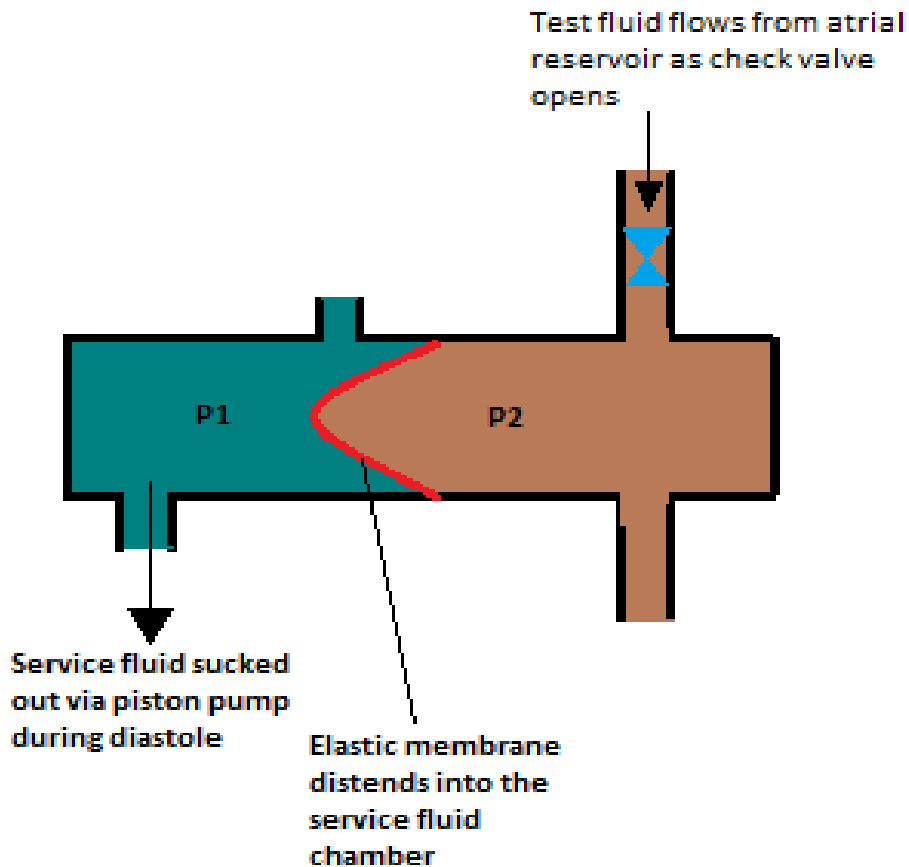 Test fluid flows from atrial
reservoir as check valve
opens
P1
P2
Service fluid sucked
out via piston pump
during diastole
Elastic membrane
distends into the
service fluid
chamber